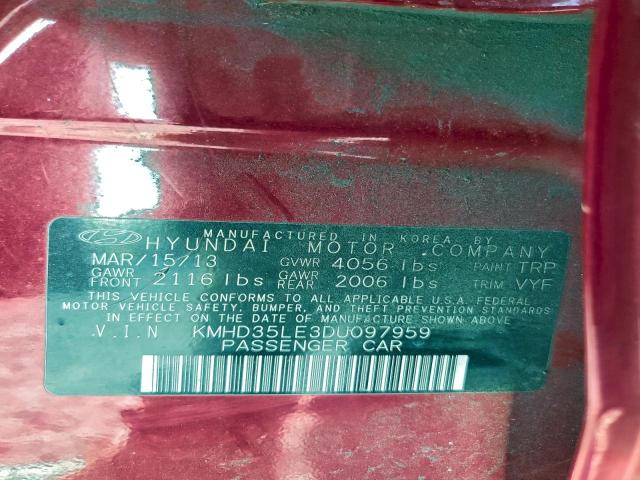 MANUFACTURED IN KOREA BY
HYUNDAI MOTOR COMPANY
MAR/15/13 GVWR 4056 lbs PAINT TRP
GAWR FRONT 2116 lbs GAWR REAR 2006 lbs TRIM VYF
THIS VEHICLE CONFORMS TO ALL APPLICABLE U.S.A. FEDERAL
MOTOR VEHICLE SAFETY, BUMPER, AND THEFT PREVENTION STANDARDS
IN EFFECT ON THE DATE OF MANUFACTURE SHOWN ABOVE.
V.I.N KMHD35LE3DU097959
PASSENGER CAR